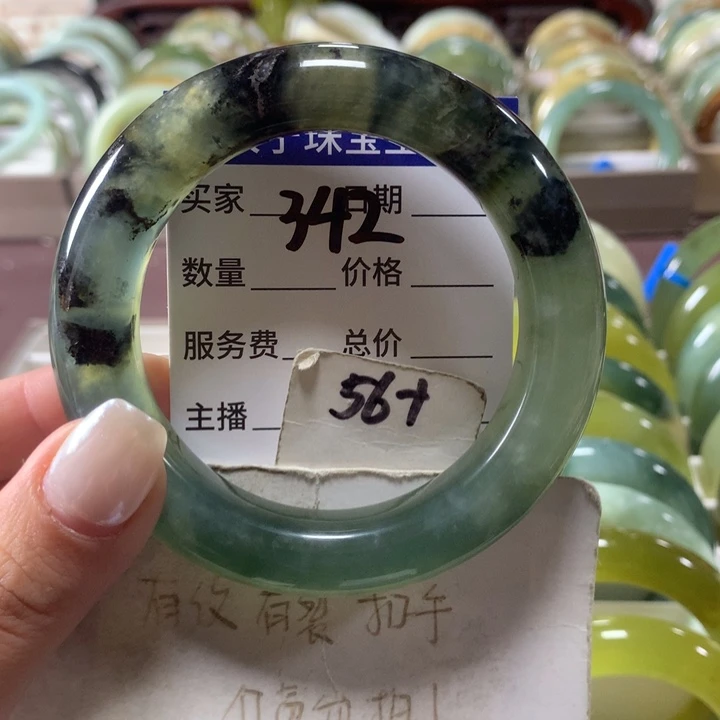 珠宝
买家 342 日期
数量 价格
服务费 总价
56+
主播
有纹 有裂 扣手